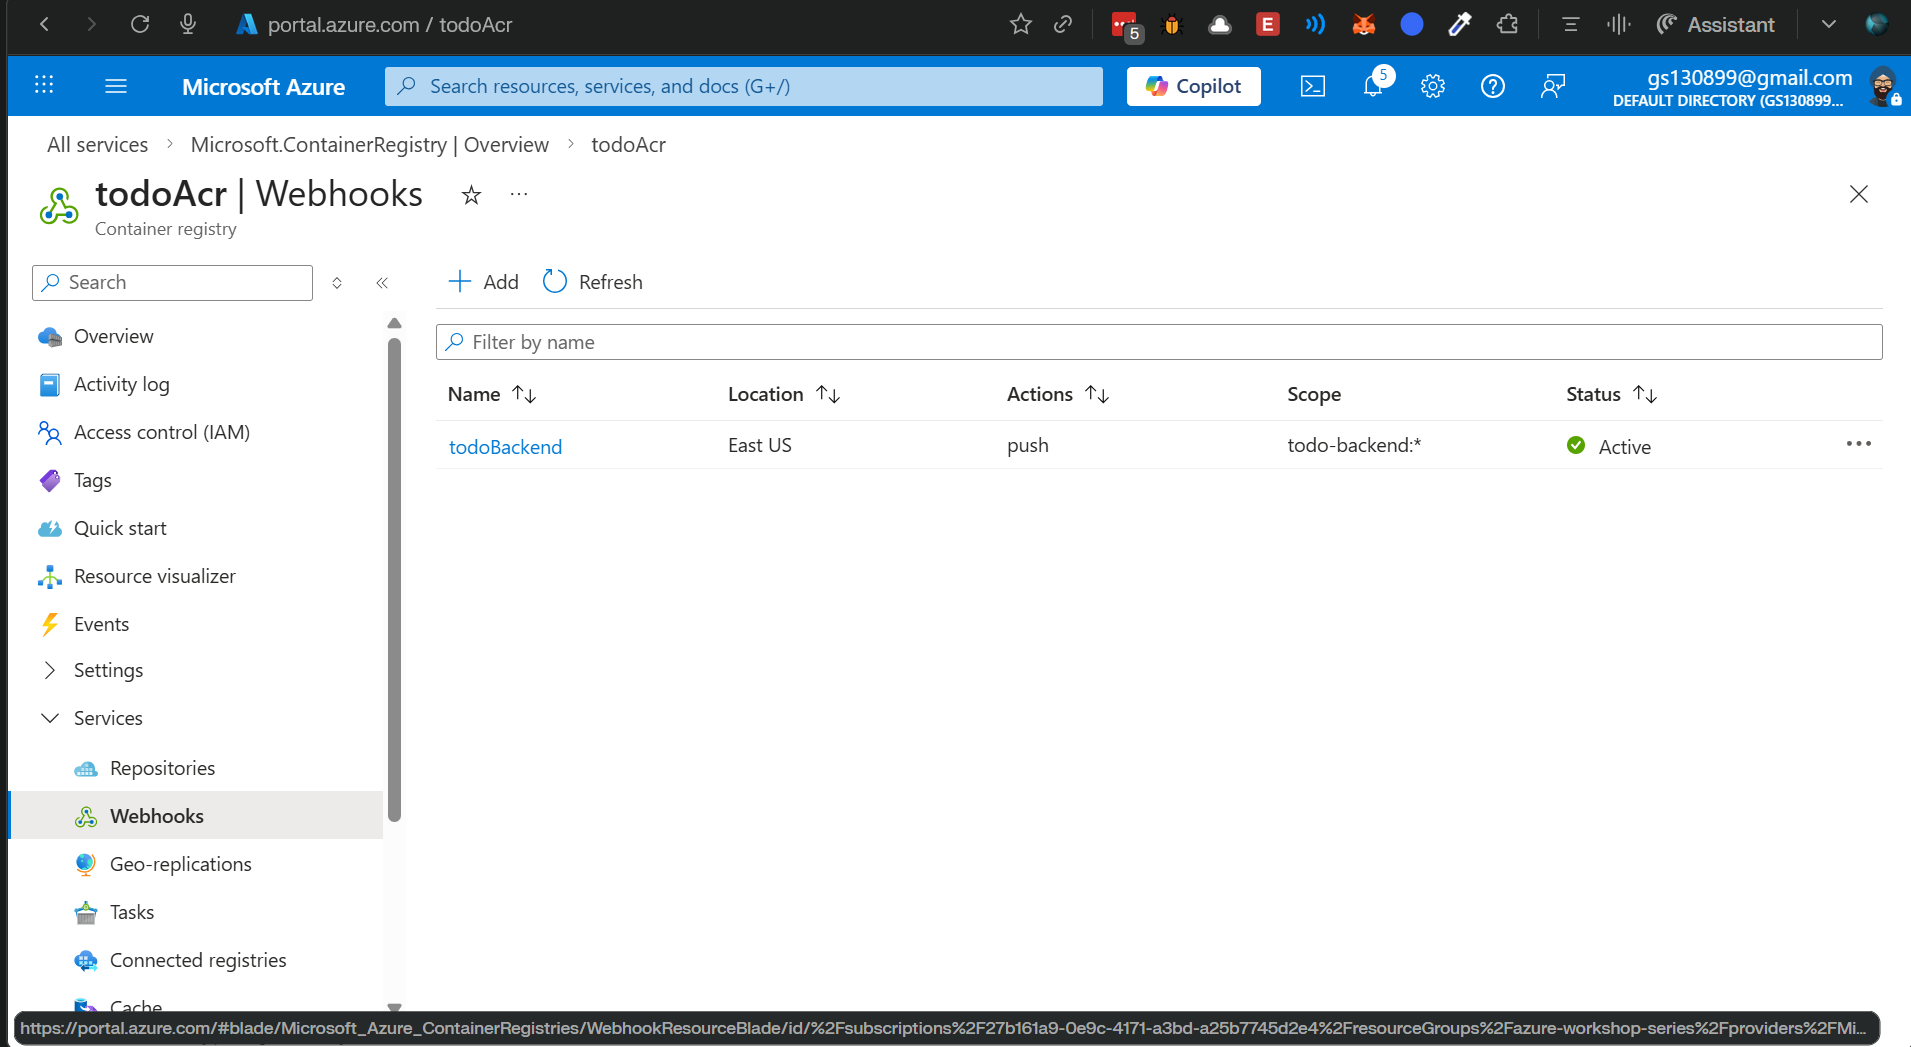 portal.azure.com / todoAcr
5
E
Assistant
Microsoft Azure
Search resources, services, and docs (G+/)
Copilot
5
gs130899@gmail.com
DEFAULT DIRECTORY (GS130899...
All services > Microsoft.ContainerRegistry | Overview > todoAcr
todoAcr | Webhooks
Container registry
Search
Add
Refresh
Overview
Activity log
Access control (IAM)
Tags
Quick start
Resource visualizer
Events
Settings
Services
Repositories
Webhooks
Geo-replications
Tasks
Connected registries
Cache
Filter by name
Name Location Actions Scope Status
todoBackend East US push todo-backend:* Active
https://portal.azure.com/#blade/Microsoft_Azure_ContainerRegistries/WebhookResourceBlade/id/%2Fsubscriptions%2F27b161a9-0e9c-4171-a3bd-a25b7745d2e4%2FresourceGroups%2Fazure-workshop-series%2Fproviders%2FMi...